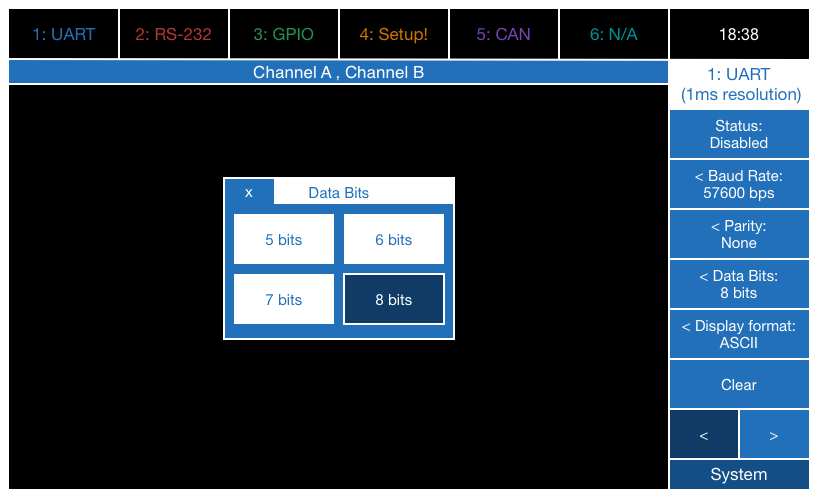 1: UART
2: RS-232
3: GPIO
4: Setup!
5: CAN
6: N/A
18:38
Channel A , Channel B
1: UART
(1ms resolution)
Status:
Disabled
< Baud Rate:
57600 bps
< Parity:
None
< Data Bits:
8 bits
< Display format:
ASCII
Clear
<
>
System
x
Data Bits
5 bits
6 bits
7 bits
8 bits